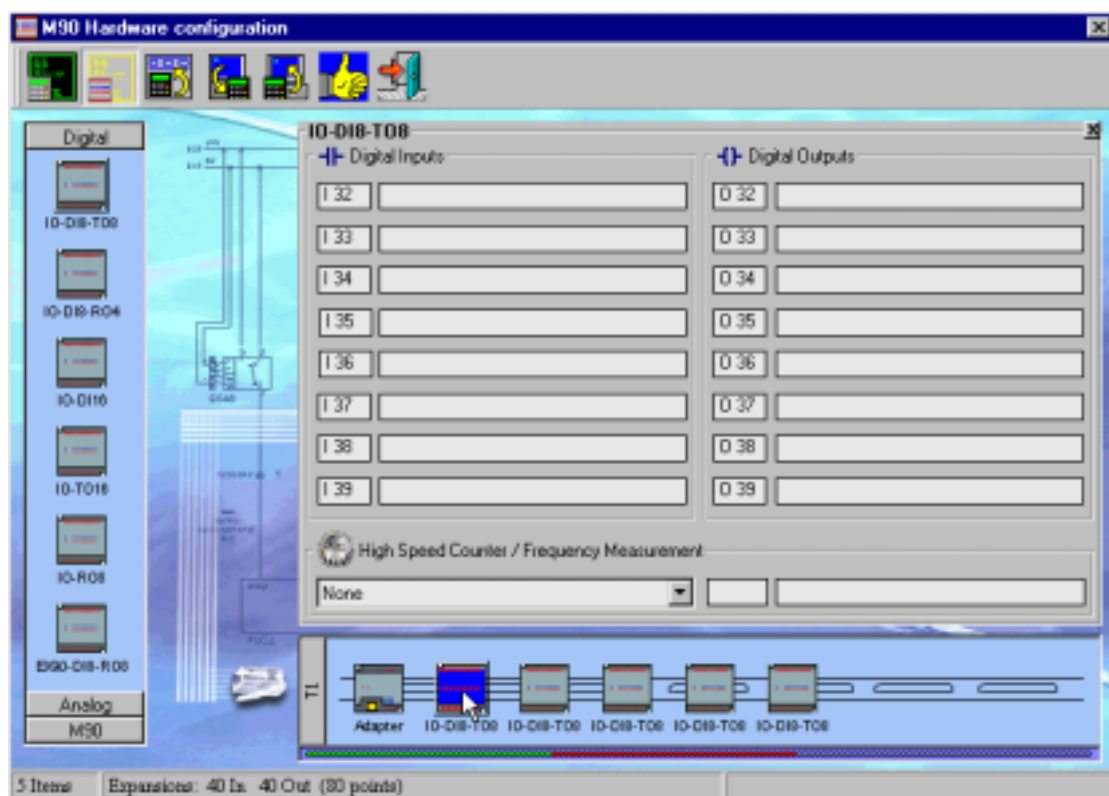 M90 Hardware configuration
Digital
IO-DI8-TO8
IO-DI8-RO4
IO-DI16
IO-TO16
IO-RO8
EX90-DI8-RO8
Analog
M90
IO-DI8-TO8
Digital Inputs
I 32
I 33
I 34
I 35
I 36
I 37
I 38
I 39
Digital Outputs
O 32
O 33
O 34
O 35
O 36
O 37
O 38
O 39
High Speed Counter / Frequency Measurement
None
T1
Adapter
IO-DI8-TO8
IO-DI8-TO8
IO-DI8-TO8
IO-DI8-TO8
IO-DI8-TO8
5 Items
Expansions: 40 In 40 Out (80 points)